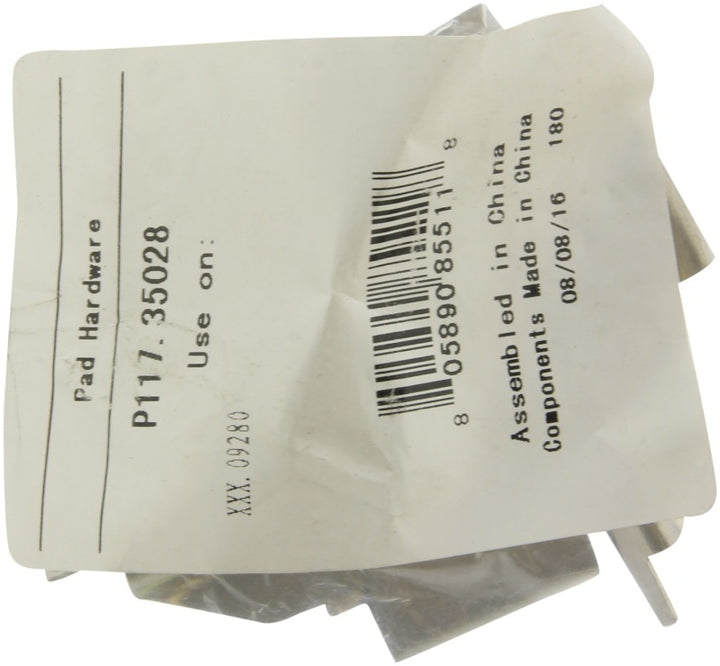 Pad Hardware
P117.35028
Use on:
XXX.09280
8 05890 85511 8
Assembled in China
Components Made in China
08/08/16 180